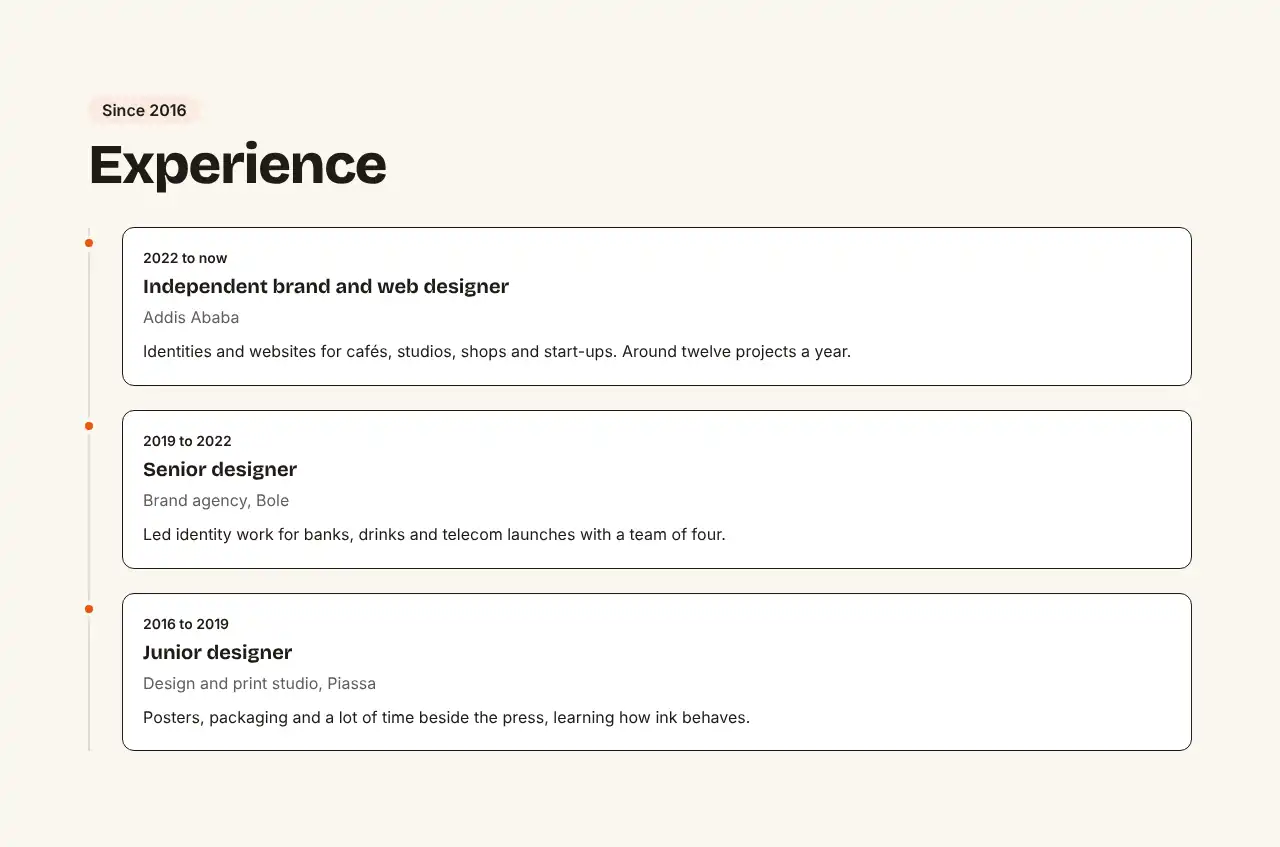 Since 2016
Experience
2022 to now
Independent brand and web designer
Addis Ababa
Identities and websites for cafés, studios, shops and start-ups. Around twelve projects a year.
2019 to 2022
Senior designer
Brand agency, Bole
Led identity work for banks, drinks and telecom launches with a team of four.
2016 to 2019
Junior designer
Design and print studio, Piassa
Posters, packaging and a lot of time beside the press, learning how ink behaves.